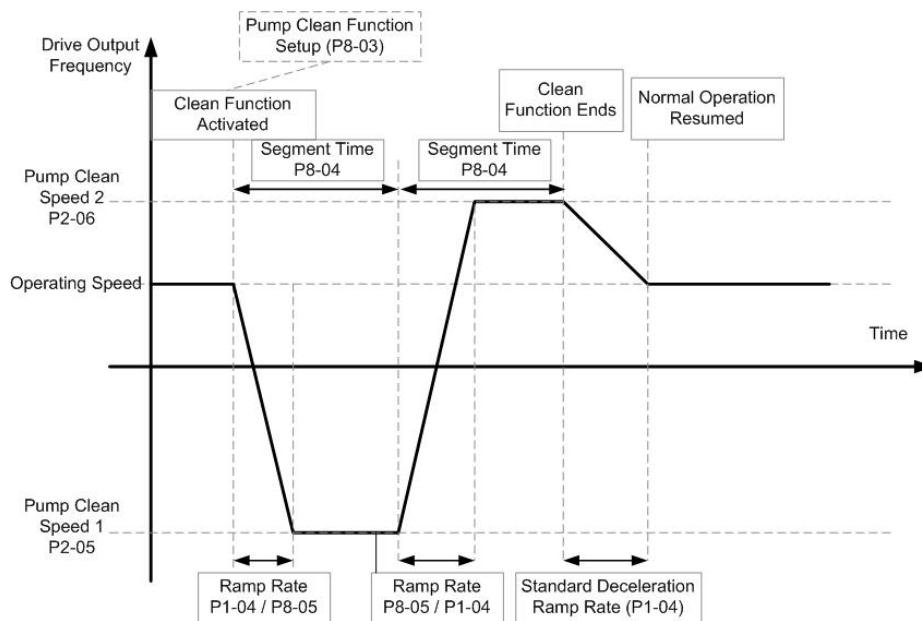 Pump Clean Function
Setup (P8-03)
Drive Output
Frequency
Clean Function
Activated
Clean
Function Ends
Normal Operation
Resumed
Segment Time
P8-04
Segment Time
P8-04
Pump Clean
Speed 2
P2-06
Operating Speed
Time
Pump Clean
Speed 1
P2-05
Ramp Rate
P1-04 / P8-05
Ramp Rate
P8-05 / P1-04
Standard Deceleration
Ramp Rate (P1-04)